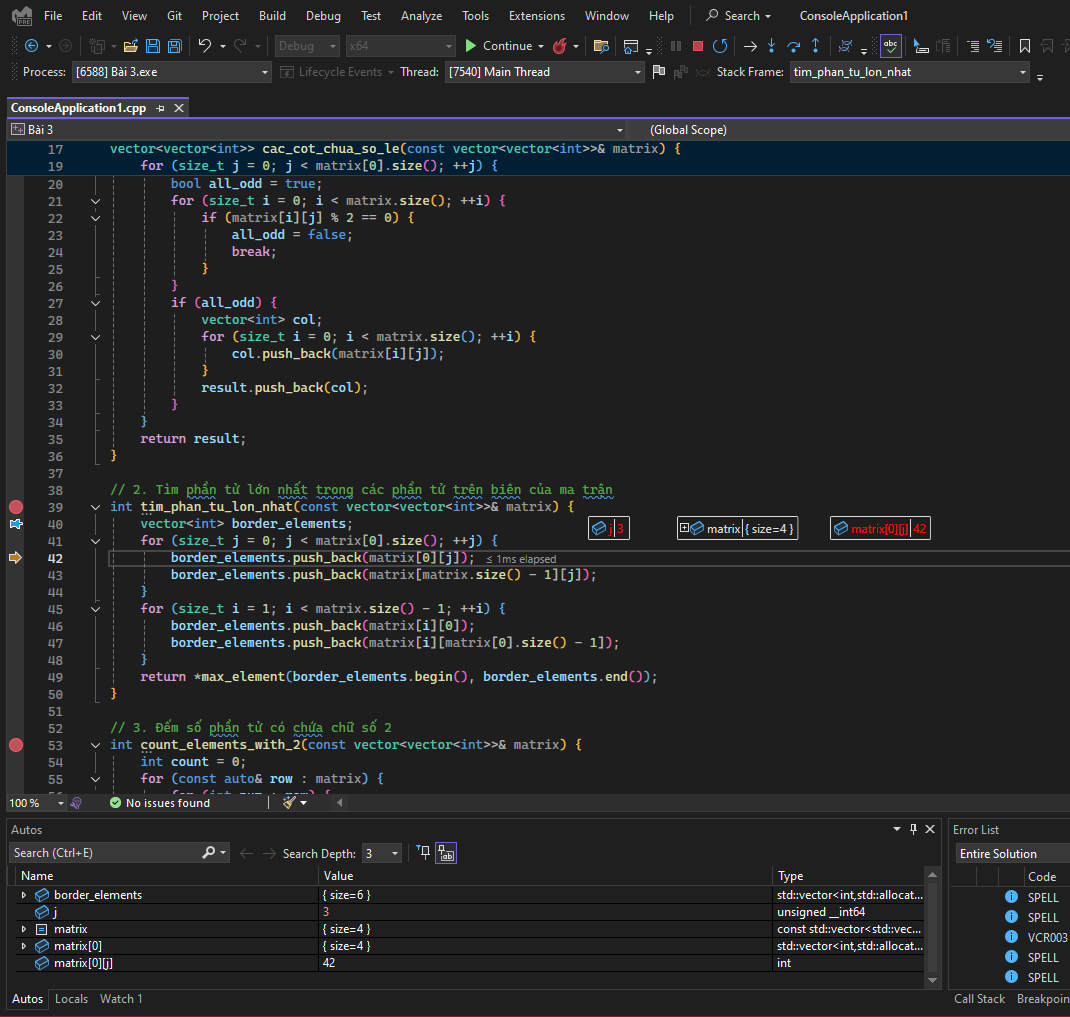 PRE File Edit View Git Project Build Debug Test Analyze Tools Extensions Window Help Search ConsoleApplication1
Debug x64 Continue abc
Process: [6588] Bài 3.exe Lifecycle Events Thread: [7540] Main Thread Stack Frame: tim_phan_tu_lon_nhat
ConsoleApplication1.cpp
Bài 3 (Global Scope)
17 vector<vector<int>> cac_cot_chua_so_le(const vector<vector<int>>& matrix) {
19 for (size_t j = 0; j < matrix[0].size(); ++j) {
20 bool all_odd = true;
21 for (size_t i = 0; i < matrix.size(); ++i) {
22 if (matrix[i][j] % 2 == 0) {
23 all_odd = false;
24 break;
25 }
26 }
27 if (all_odd) {
28 vector<int> col;
29 for (size_t i = 0; i < matrix.size(); ++i) {
30 col.push_back(matrix[i][j]);
31 }
32 result.push_back(col);
33 }
34 }
35 return result;
36 }
37
38 // 2. Tìm phần tử lớn nhất trong các phần tử trên biên của ma trận
39 int tim_phan_tu_lon_nhat(const vector<vector<int>>& matrix) {
40 vector<int> border_elements; j 3 matrix { size=4 } matrix[0][j] 42
41 for (size_t j = 0; j < matrix[0].size(); ++j) {
42 border_elements.push_back(matrix[0][j]); ≤ 1ms elapsed
43 border_elements.push_back(matrix[matrix.size() - 1][j]);
44 }
45 for (size_t i = 1; i < matrix.size() - 1; ++i) {
46 border_elements.push_back(matrix[i][0]);
47 border_elements.push_back(matrix[i][matrix[0].size() - 1]);
48 }
49 return *max_element(border_elements.begin(), border_elements.end());
50 }
51
52 // 3. Đếm số phần tử có chứa chữ số 2
53 int count_elements_with_2(const vector<vector<int>>& matrix) {
54 int count = 0;
55 for (const auto& row : matrix) {
100 % No issues found
Autos
Search (Ctrl+E) Search Depth: 3
Name Value Type
border_elements { size=6 } std::vector<int,std::allocat...
j 3 unsigned __int64
matrix { size=4 } const std::vector<std::vec...
matrix[0] { size=4 } std::vector<int,std::allocat...
matrix[0][j] 42 int
Autos Locals Watch 1
Error List
Entire Solution
Code
SPELL
SPELL
VCR003
SPELL
SPELL
Call Stack Breakpoin